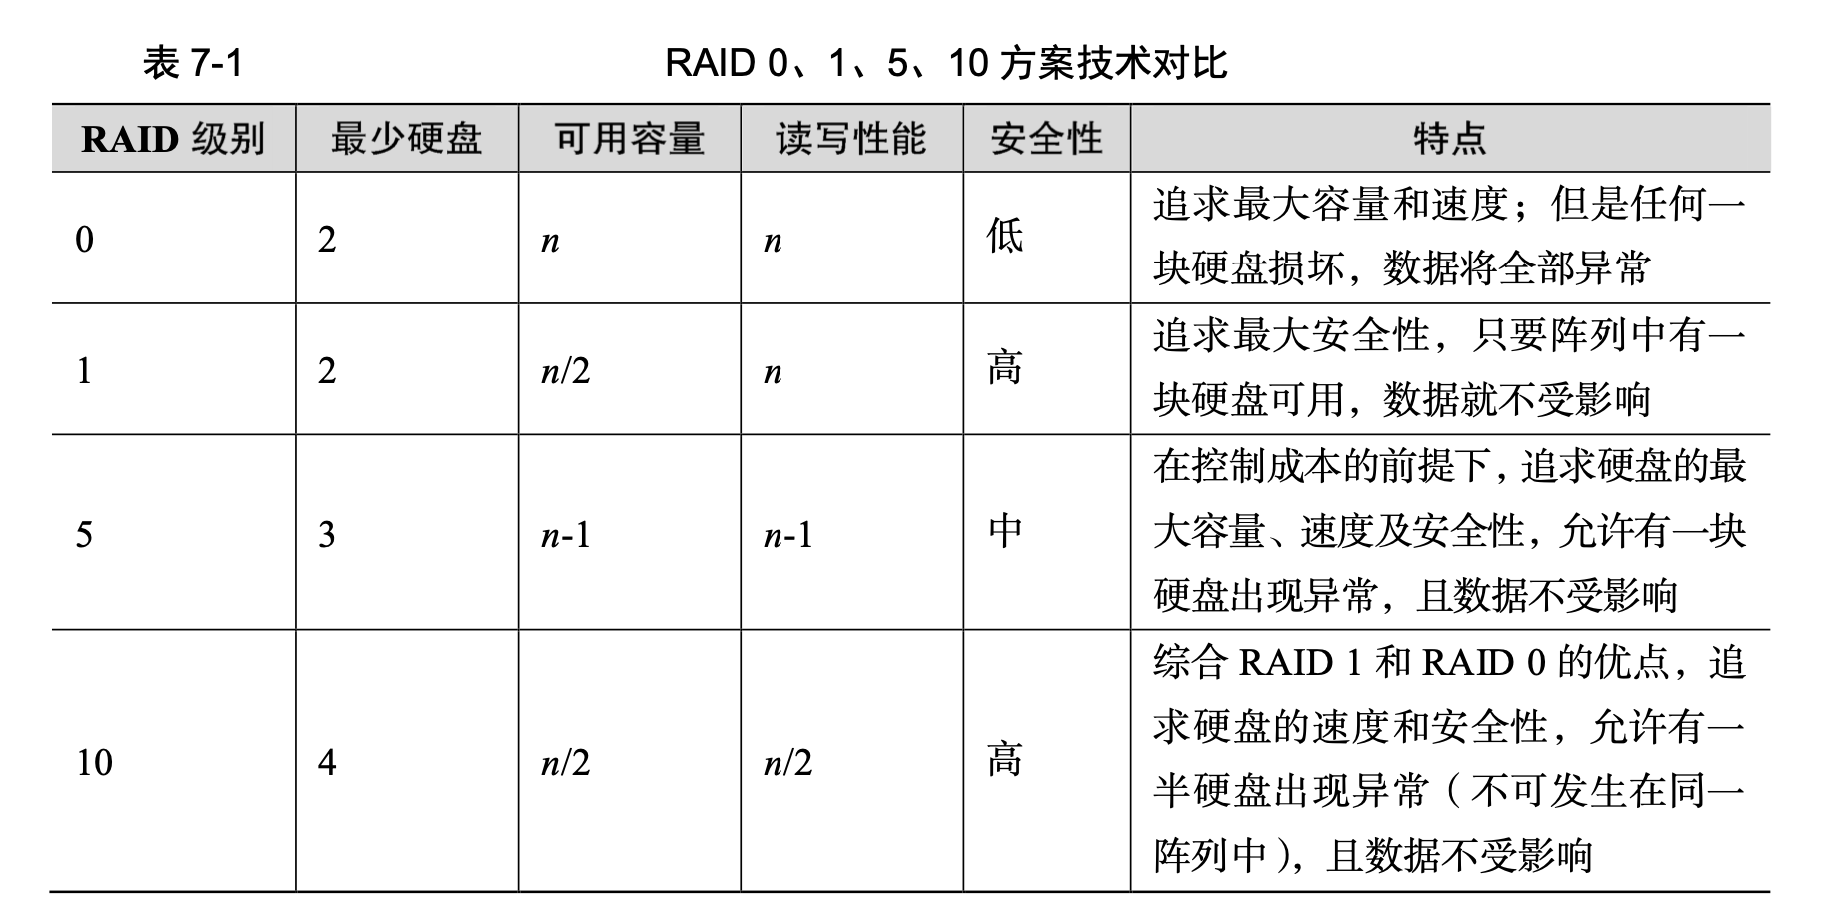 表 7-1 RAID 0、1、5、10 方案技术对比
RAID 级别 最少硬盘 可用容量 读写性能 安全性 特点
0 2 n n 低 追求最大容量和速度；但是任何一
块硬盘损坏，数据将全部异常
1 2 n/2 n 高 追求最大安全性，只要阵列中有一
块硬盘可用，数据就不受影响
5 3 n-1 n-1 中 在控制成本的前提下，追求硬盘的最
大容量、速度及安全性，允许有一块
硬盘出现异常，且数据不受影响
10 4 n/2 n/2 高 综合 RAID 1 和 RAID 0 的优点，追
求硬盘的速度和安全性，允许有一
半硬盘出现异常（不可发生在同一
阵列中），且数据不受影响